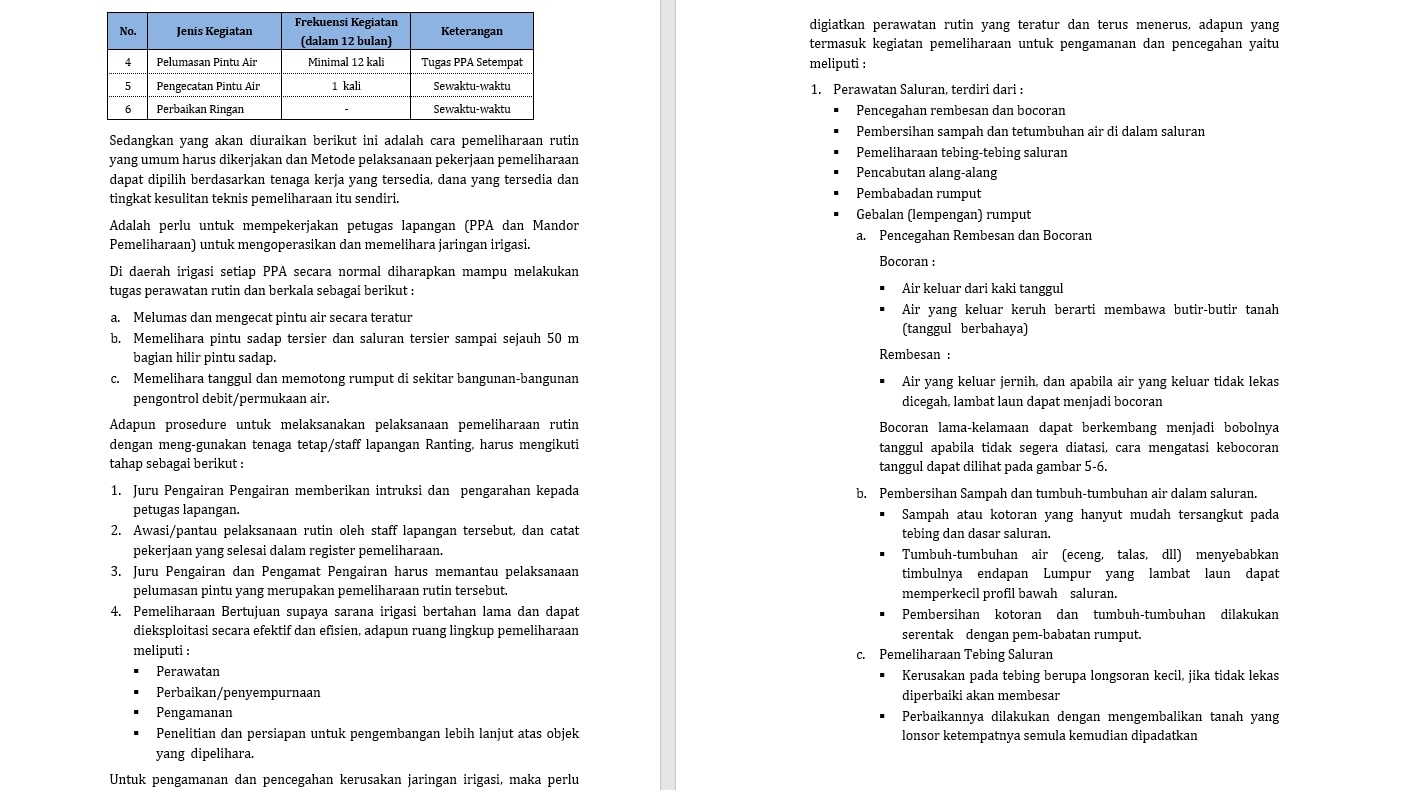 No. Jenis Kegiatan Frekuensi Kegiatan (dalam 12 bulan) Keterangan
4 Pelumasan Pintu Air Minimal 12 kali Tugas PPA Setempat
5 Pengecatan Pintu Air 1 kali Sewaktu-waktu
6 Perbaikan Ringan - Sewaktu-waktu
Sedangkan yang akan diuraikan berikut ini adalah cara pemeliharaan rutin
yang umum harus dikerjakan dan Metode pelaksanaan pekerjaan pemeliharaan
dapat dipilih berdasarkan tenaga kerja yang tersedia, dana yang tersedia dan
tingkat kesulitan teknis pemeliharaan itu sendiri.
Adalah perlu untuk mempekerjakan petugas lapangan (PPA dan Mandor
Pemeliharaan) untuk mengoperasikan dan memelihara jaringan irigasi.
Di daerah irigasi setiap PPA secara normal diharapkan mampu melakukan
tugas perawatan rutin dan berkala sebagai berikut :
a. Melumas dan mengecat pintu air secara teratur
b. Memelihara pintu sadap tersier dan saluran tersier sampai sejauh 50 m
bagian hilir pintu sadap.
c. Memelihara tanggul dan memotong rumput di sekitar bangunan-bangunan
pengontrol debit/permukaan air.
Adapun prosedure untuk melaksanakan pelaksanaan pemeliharaan rutin
dengan meng-gunakan tenaga tetap/staff lapangan Ranting, harus mengikuti
tahap sebagai berikut :
1. Juru Pengairan Pengairan memberikan intruksi dan pengarahan kepada
petugas lapangan.
2. Awasi/pantau pelaksanaan rutin oleh staff lapangan tersebut, dan catat
pekerjaan yang selesai dalam register pemeliharaan.
3. Juru Pengairan dan Pengamat Pengairan harus memantau pelaksanaan
pelumasan pintu yang merupakan pemeliharaan rutin tersebut.
4. Pemeliharaan Bertujuan supaya sarana irigasi bertahan lama dan dapat
dieksploitasi secara efektif dan efisien, adapun ruang lingkup pemeliharaan
meliputi :
▪ Perawatan
▪ Perbaikan/penyempurnaan
▪ Pengamanan
▪ Penelitian dan persiapan untuk pengembangan lebih lanjut atas objek
yang dipelihara.
Untuk pengamanan dan pencegahan kerusakan jaringan irigasi, maka perlu
digiatkan perawatan rutin yang teratur dan terus menerus, adapun yang
termasuk kegiatan pemeliharaan untuk pengamanan dan pencegahan yaitu
meliputi :
1. Perawatan Saluran, terdiri dari :
▪ Pencegahan rembesan dan bocoran
▪ Pembersihan sampah dan tetumbuhan air di dalam saluran
▪ Pemeliharaan tebing-tebing saluran
▪ Pencabutan alang-alang
▪ Pembabadan rumput
▪ Gebalan (lempengan) rumput
a. Pencegahan Rembesan dan Bocoran
Bocoran :
▪ Air keluar dari kaki tanggul
▪ Air yang keluar keruh berarti membawa butir-butir tanah
(tanggul berbahaya)
Rembesan :
▪ Air yang keluar jernih, dan apabila air yang keluar tidak lekas
dicegah, lambat laun dapat menjadi bocoran
Bocoran lama-kelamaan dapat berkembang menjadi bobolnya
tanggul apabila tidak segera diatasi, cara mengatasi kebocoran
tanggul dapat dilihat pada gambar 5-6.
b. Pembersihan Sampah dan tumbuh-tumbuhan air dalam saluran.
▪ Sampah atau kotoran yang hanyut mudah tersangkut pada
tebing dan dasar saluran.
▪ Tumbuh-tumbuhan air (eceng, talas, dll) menyebabkan
timbulnya endapan Lumpur yang lambat laun dapat
memperkecil profil bawah saluran.
▪ Pembersihan kotoran dan tumbuh-tumbuhan dilakukan
serentak dengan pem-babatan rumput.
c. Pemeliharaan Tebing Saluran
▪ Kerusakan pada tebing berupa longsoran kecil, jika tidak lekas
diperbaiki akan membesar
▪ Perbaikannya dilakukan dengan mengembalikan tanah yang
lonsor ketempatnya semula kemudian dipadatkan